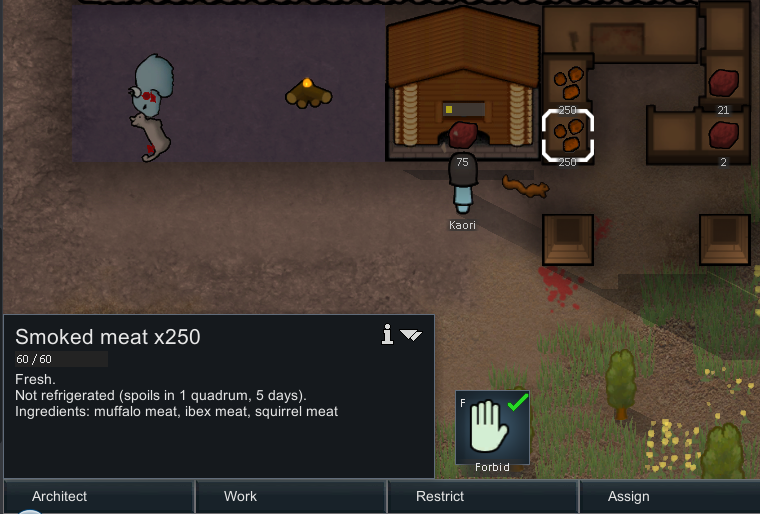 250
21
250
75
2
Kaori
Smoked meat x250
60 / 60
Fresh.
Not refrigerated (spoils in 1 quadrum, 5 days).
Ingredients: muffalo meat, ibex meat, squirrel meat
F
Forbid
Architect
Work
Restrict
Assign